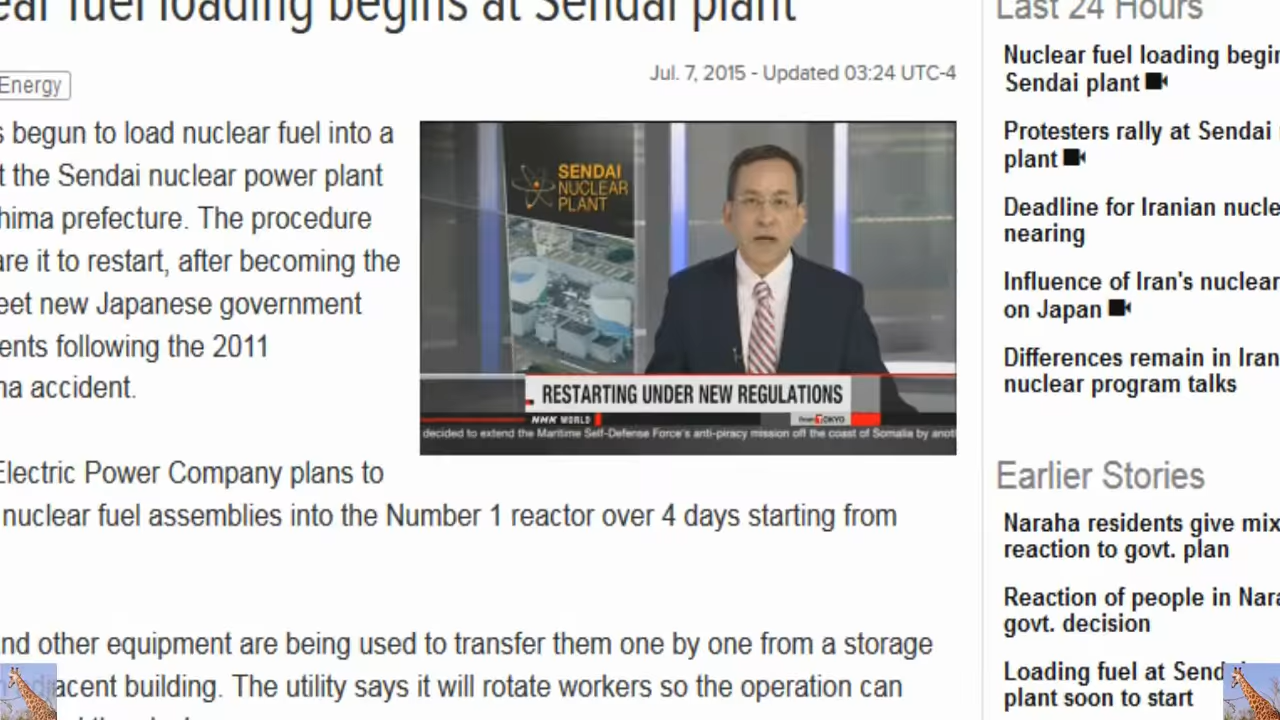 ear fuel loading begins at Sendai plant
Energy
Jul. 7, 2015 - Updated 03:24 UTC-4
s begun to load nuclear fuel into a
t the Sendai nuclear power plant
hima prefecture. The procedure
are it to restart, after becoming the
eet new Japanese government
ents following the 2011
na accident.
SENDAI
NUCLEAR
PLANT
RESTARTING UNDER NEW REGULATIONS
NHK WORLD
from TOKYO
decided to extend the Maritime Self-Defense Force's anti-piracy mission off the coast of Somalia by anot
Electric Power Company plans to
nuclear fuel assemblies into the Number 1 reactor over 4 days starting from
nd other equipment are being used to transfer them one by one from a storage
jacent building. The utility says it will rotate workers so the operation can
Last 24 Hours
Nuclear fuel loading begin
Sendai plant
Protesters rally at Sendai
plant
Deadline for Iranian nucle
nearing
Influence of Iran's nuclear
on Japan
Differences remain in Iran
nuclear program talks
Earlier Stories
Naraha residents give mix
reaction to govt. plan
Reaction of people in Nara
govt. decision
Loading fuel at Send
plant soon to start